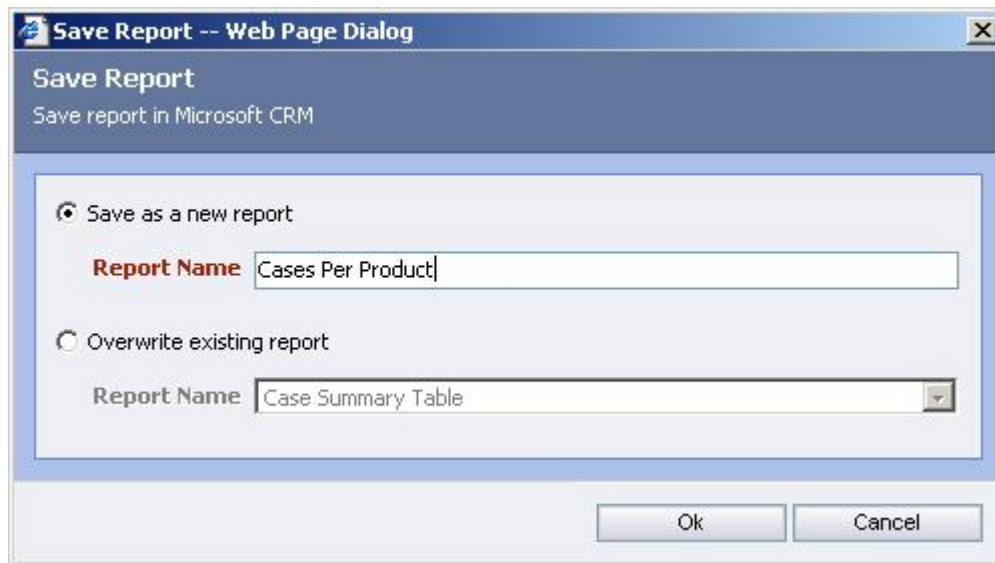 Save Report -- Web Page Dialog
Save Report
Save report in Microsoft CRM
Save as a new report
Report Name Cases Per Product
Overwrite existing report
Report Name Case Summary Table
Ok Cancel